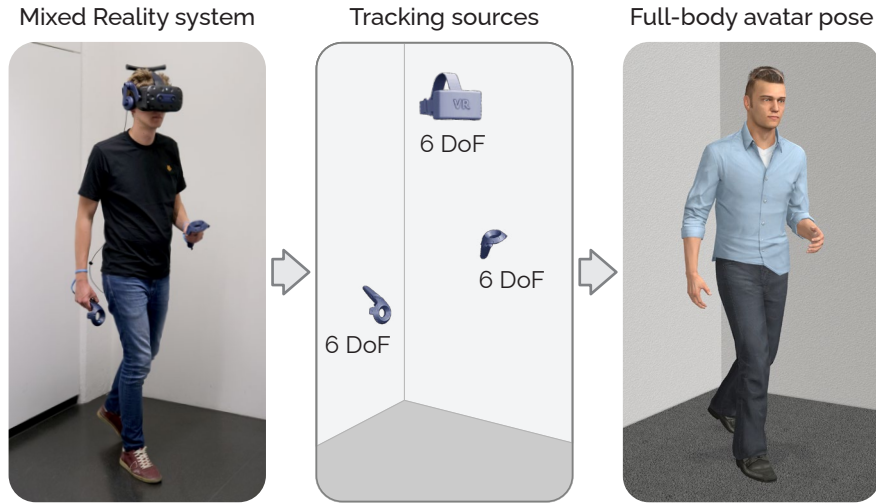 Mixed Reality system
Tracking sources
Full-body avatar pose
VR
6 DoF
6 DoF
6 DoF